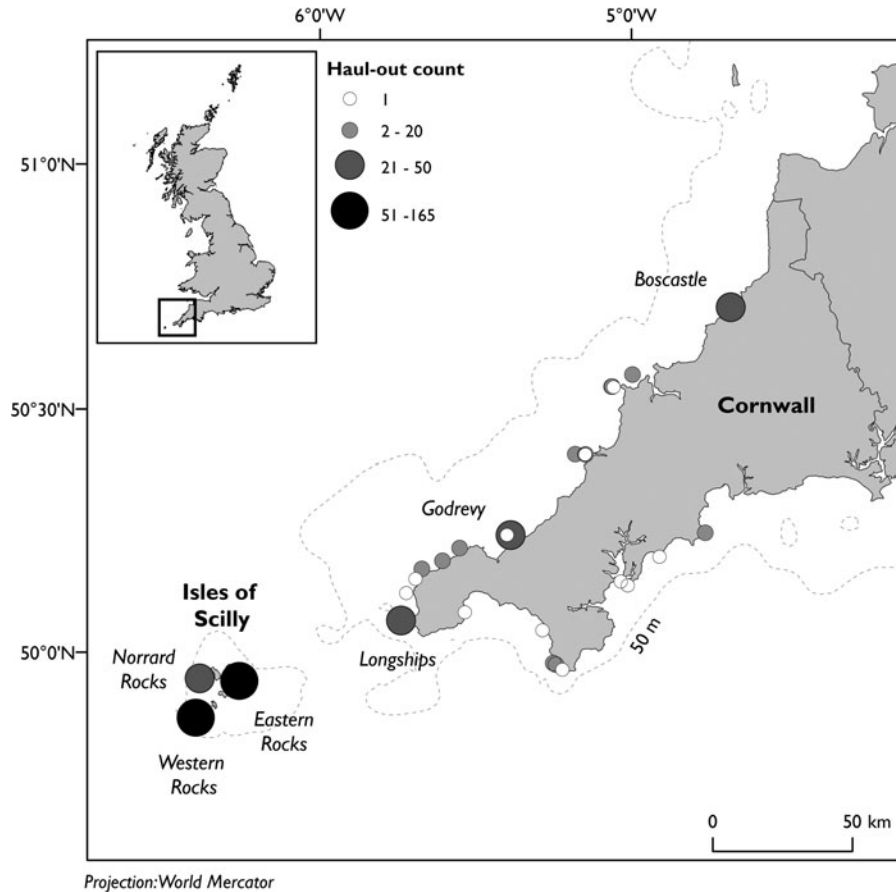 6°0'W
5°0'W
Haul-out count
1
2 - 20
21 - 50
51 -165
51°0'N
Boscastle
50°30'N
Cornwall
Godrevy
Isles of
Scilly
50 m
50°0'N
Norrard
Rocks
Longships
Eastern
Rocks
Western
Rocks
0
50 km
Projection:World Mercator